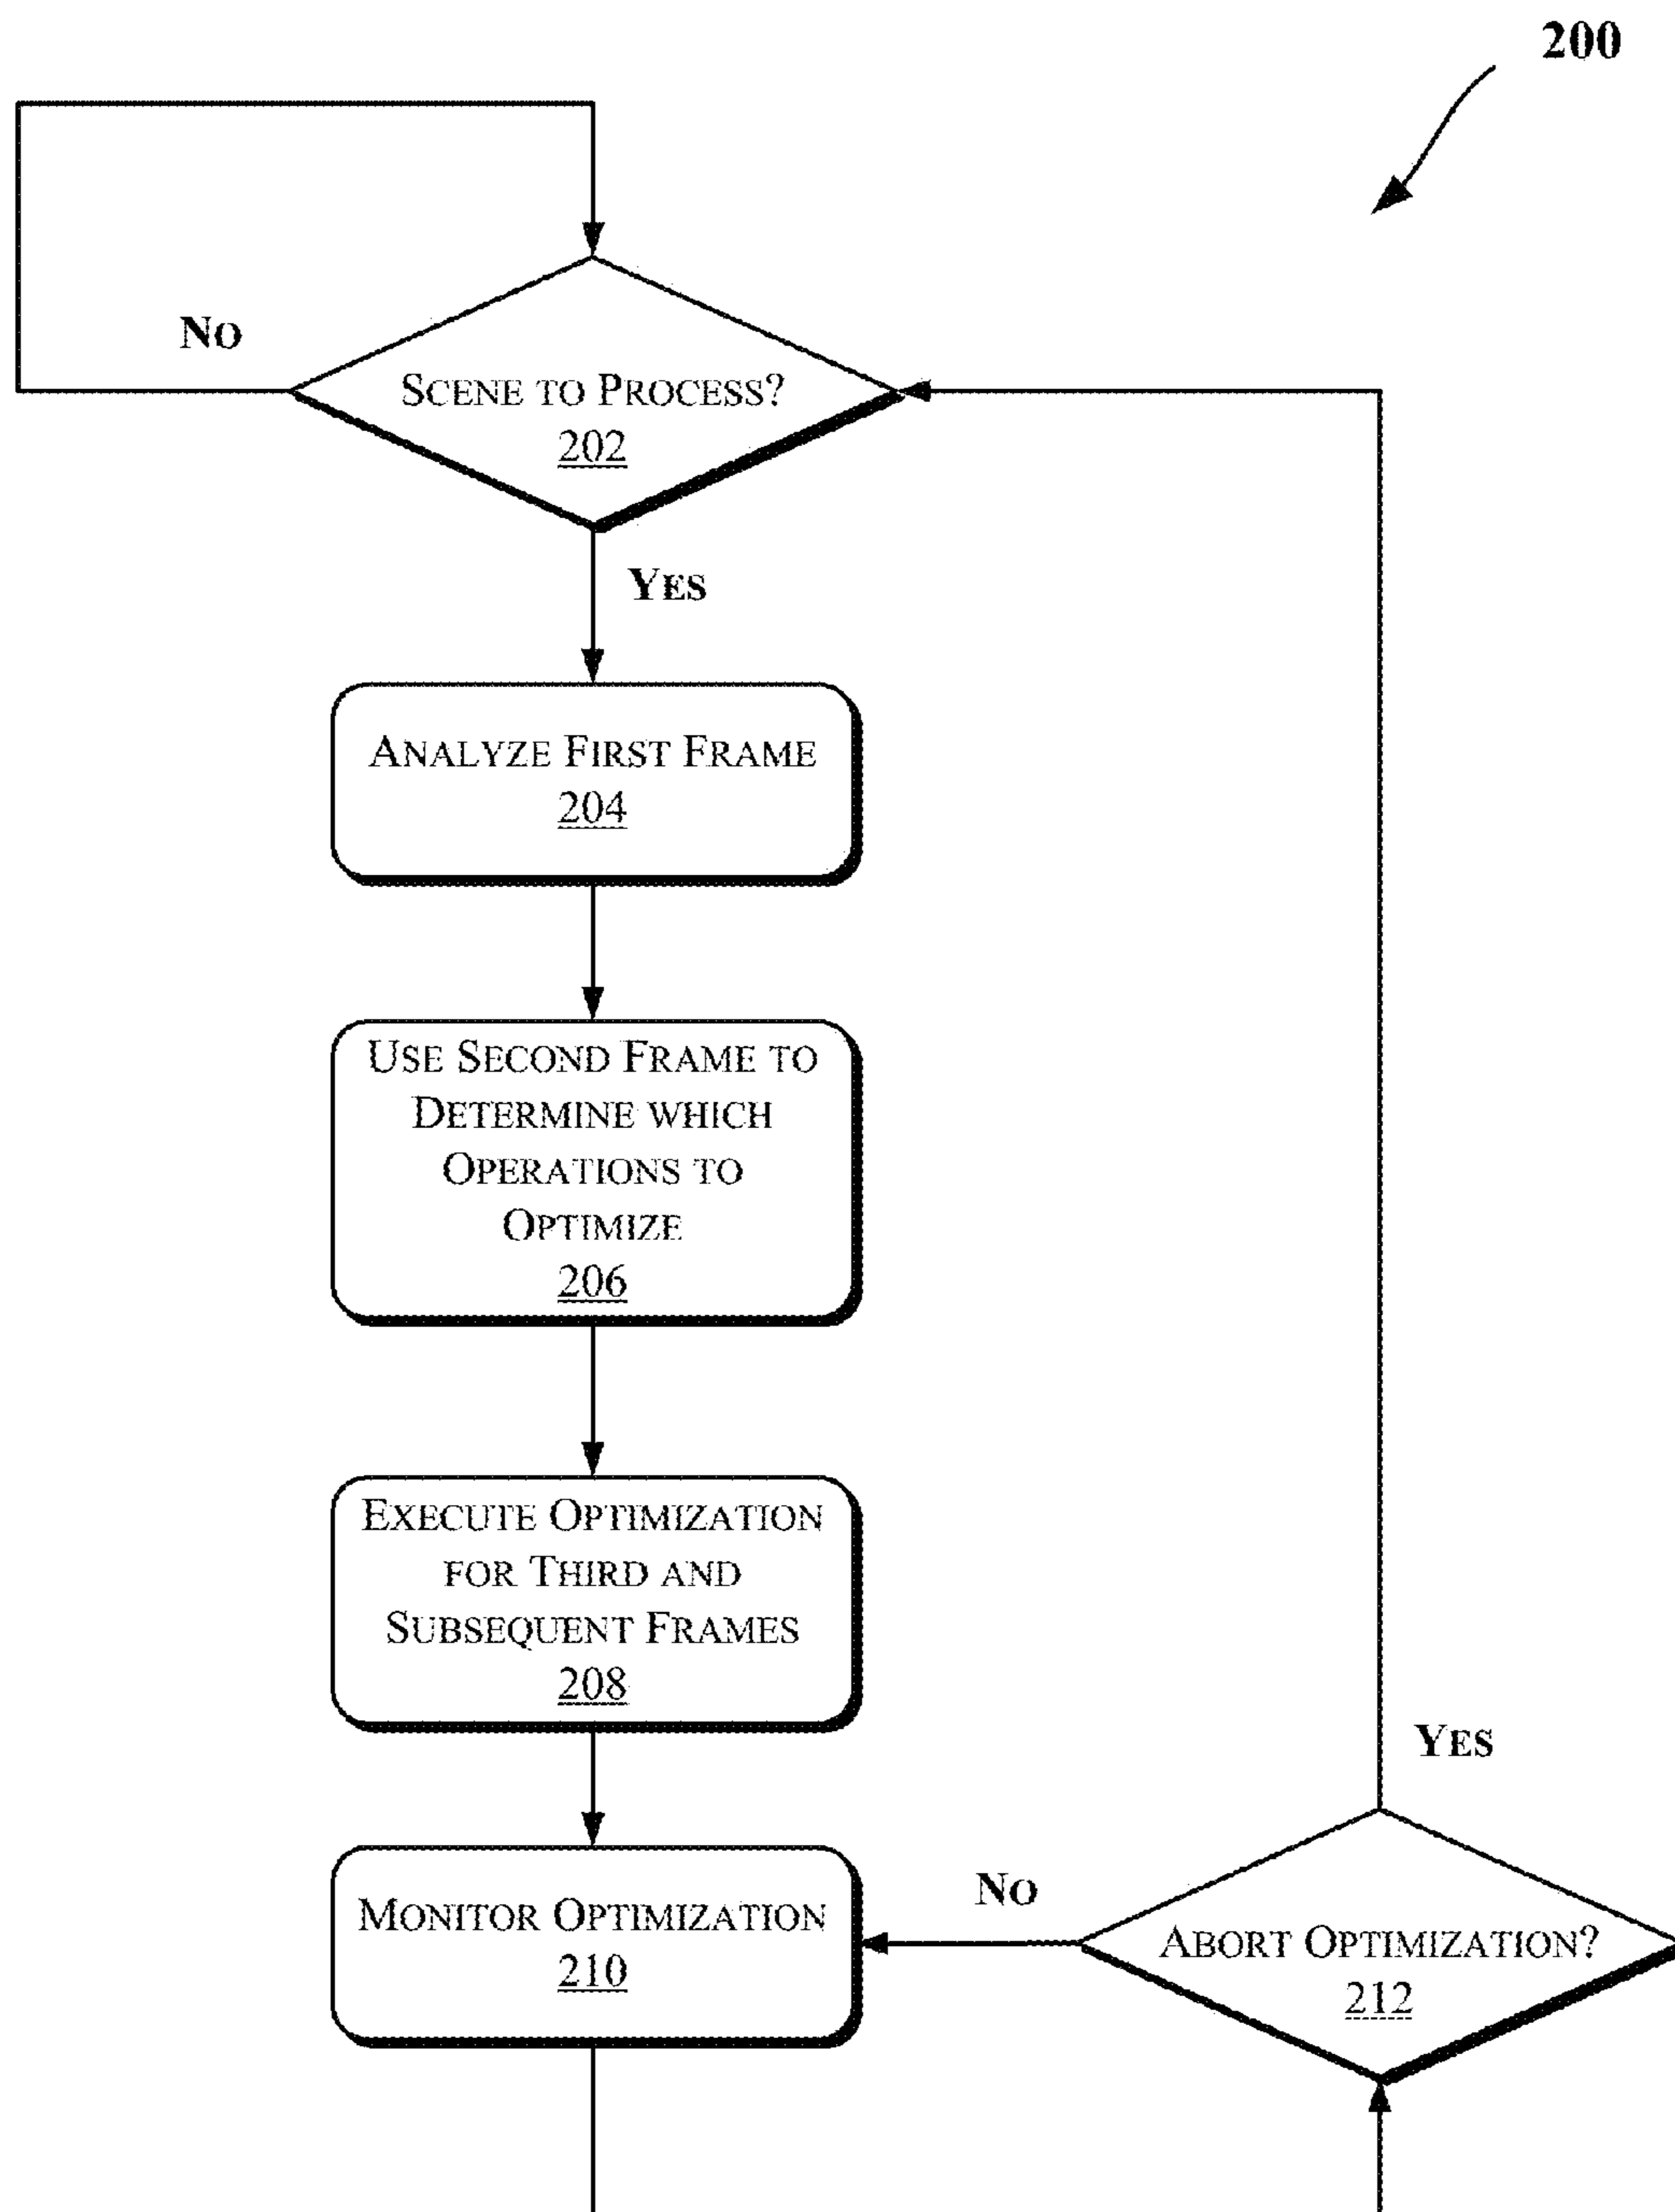 200
No
Scene to Process?
202
Yes
Analyze First Frame
204
Use Second Frame to
Determine which
Operations to
Optimize
206
Execute Optimization
for Third and
Subsequent Frames
208
Yes
Monitor Optimization
210
No
Abort Optimization?
212